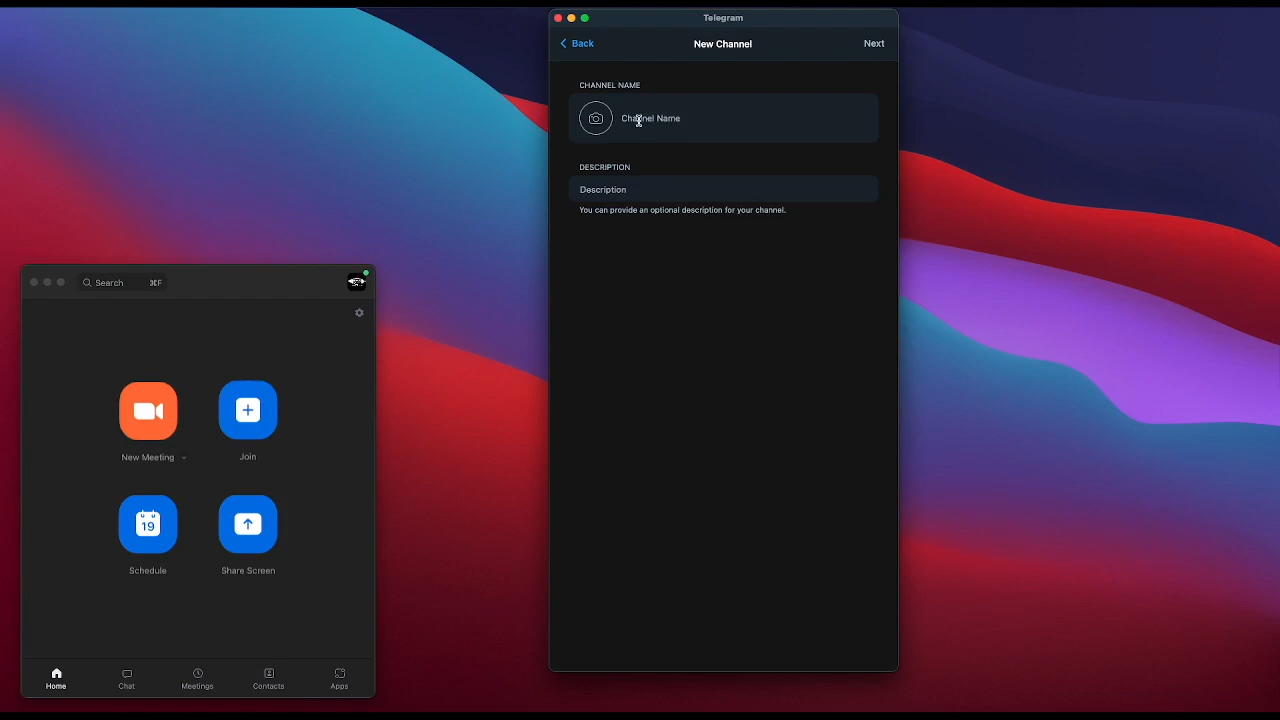 Telegram
Back
New Channel
Next
CHANNEL NAME
Channel Name
DESCRIPTION
Description
You can provide an optional description for your channel.
Search ⌘F
New Meeting
Join
19
Schedule
Share Screen
Home
Chat
Meetings
Contacts
Apps